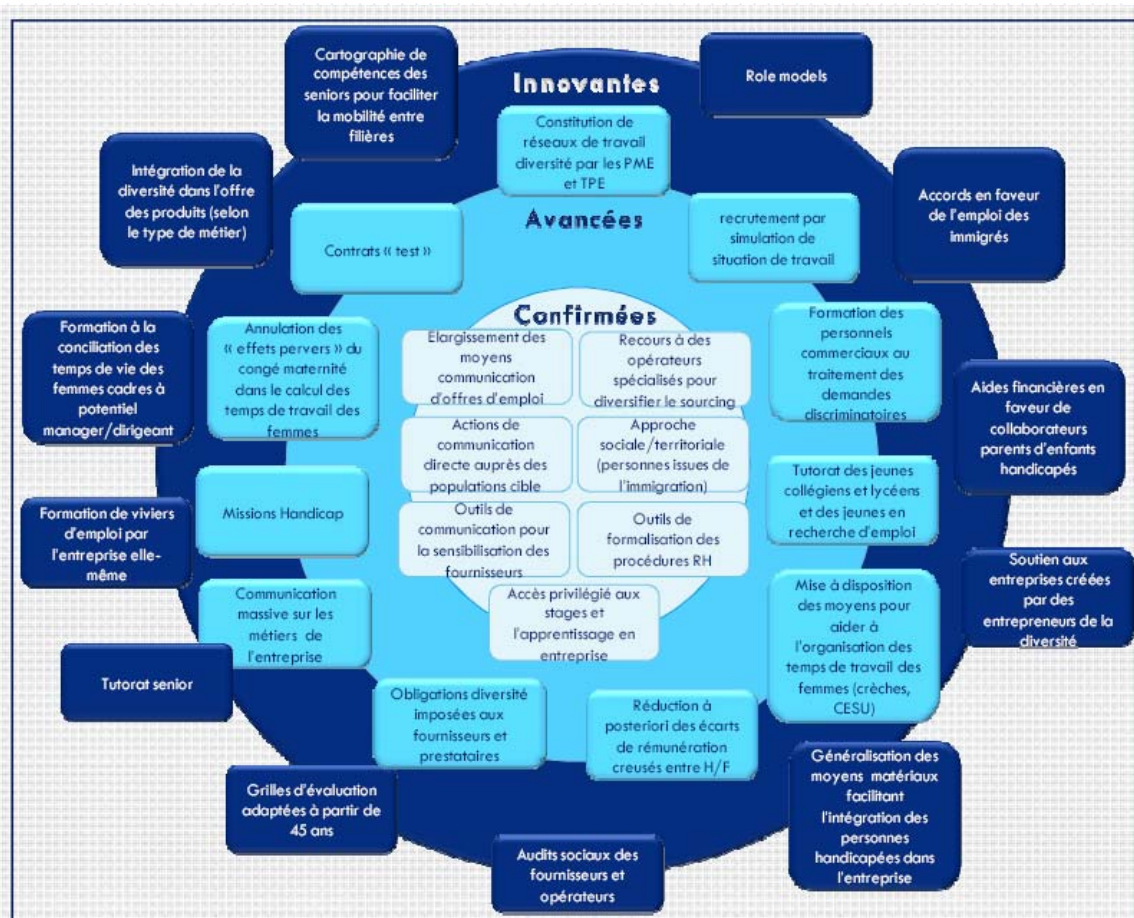 Innovantes
Cartographie de
compétences des
seniors pour faciliter
la mobilité entre
filières
Role models
Intégration de la
diversité dans l'offre
des produits (selon
le type de métier)
Accords en faveur
de l'emploi des
immigrés
Formation à la
conciliation des
temps de vie des
femmes cadres à
potentiel
manager/dirigeant
Aides financières en
faveur de
collaborateurs
parents d'enfants
handicapés
Formation de viviers
d'emploi par
l'entreprise elle-
même
Soutien aux
entreprises créées
par des
entrepreneurs de la
diversité
Tutorat senior
Généralisation des
moyens matériaux
facilitant
l'intégration des
personnes
handicapées dans
l'entreprise
Grilles d'évaluation
adaptées à partir de
45 ans
Audits sociaux des
fournisseurs et
opérateurs
Avancées
Constitution de
réseaux de travail
diversité par les PME
et TPE
Contrats « test »
recrutement par
simulation de
situation de travail
Annulation des
« effets pervers » du
congé maternité
dans le calcul des
temps de travail des
femmes
Formation des
personnels
commerciaux au
traitement des
demandes
discriminatoires
Missions Handicap
Tutorat des jeunes
collégiens et lycéens
et des jeunes en
recherche d'emploi
Communication
massive sur les
métiers de
l'entreprise
Mise à disposition
des moyens pour
aider à
l'organisation des
temps de travail des
femmes (crèches,
CESU)
Obligations diversité
imposées aux
fournisseurs et
prestataires
Réduction à
posteriori des écarts
de rémunération
creusés entre H/F
Confirmées
Elargissement des
moyens
communication
d'offres d'emploi
Recours à des
opérateurs
spécialisés pour
diversifier le sourcing
Actions de
communication
directe auprès des
populations cible
Approche
sociale/territoriale
(personnes issues de
l'immigration)
Outils de
communication pour
la sensibilisation des
fournisseurs
Outils de
formalisation des
procédures RH
Accès privilégié aux
stages et
l'apprentissage en
entreprise